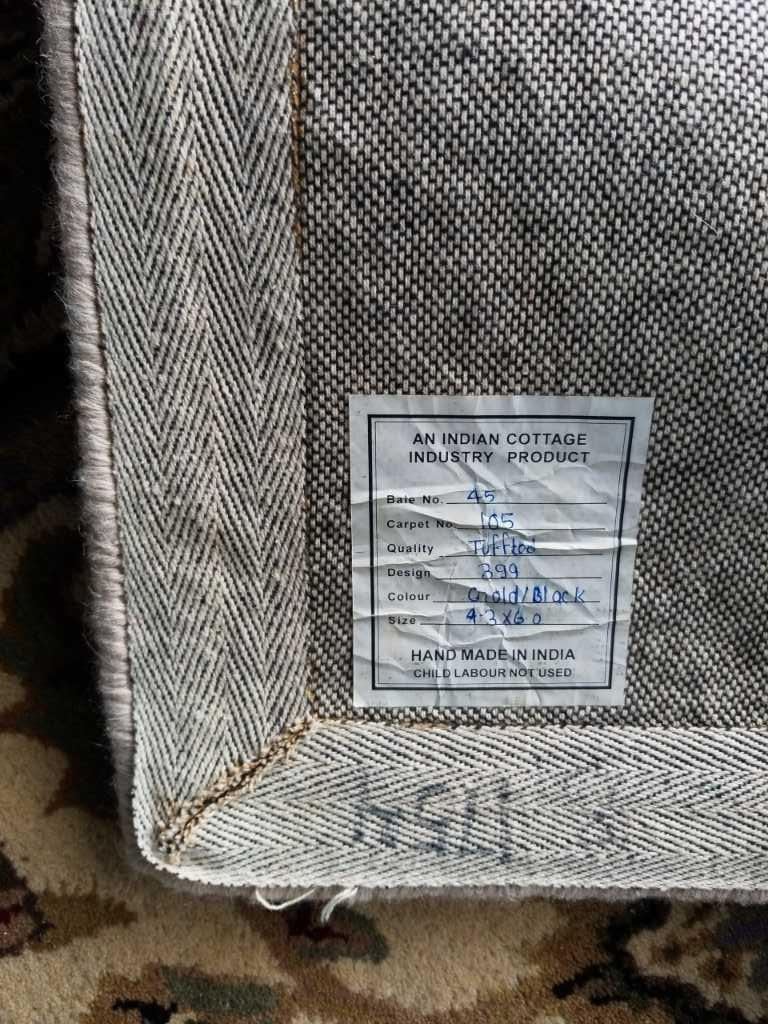 AN INDIAN COTTAGE
INDUSTRY PRODUCT
Bale No. 45
Carpet No. 105
Quality Tuffted
Design 399
Colour Gold/Black
Size 4.3x6.0
HAND MADE IN INDIA
CHILD LABOUR NOT USED